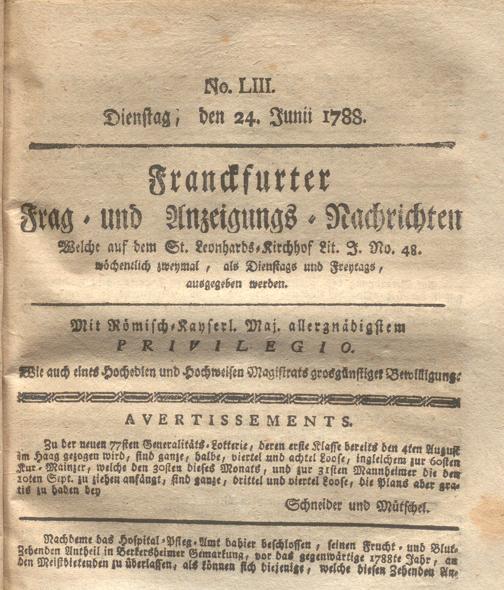 No. LIII.
Dienstag, den 24. Junii 1788.
Franckfurter
Frag - und Anzeigungs - Nachrichten
Welche auf dem St. Leonhards-Kirchhof Lit. J. No. 48.
wöchentlich zweymal, als Dienstags und Freytags,
ausgegeben werden.
Mit Römisch-Kayserl. Maj. allergnädigstem
PRIVILEGIO.
Wie auch eines Hochedlen und Hochweisen Magistrats grosgünstiger Bewilligung.
AVERTISSEMENTS.
Zu der neuen 77sten Generalitäts-Lotterie, deren erste Klasse bereits den 4ten August
im Haag gezogen wird, sind ganze, halbe, viertel und achtel Loose, ingleichem zur 60sten
Kur-Mainzer, welche den 30sten dieses Monats, und zur 31sten Mannheimer die den
10ten Sept. zu ziehen anfängt, sind ganze, drittel und viertel Loose, die Plans aber gra-
tis zu haben bey
Schneider und Mütschel.
Nachdeme das Hospital-Pfleg-Amt dahier beschlossen, seinen Frucht- und Blut-
Zehenden Antheil in Berkersheimer Gemarkung, vor das gegenwärtige 1788te Jahr, an
den Meistbietenden zu überlassen, als können sich diejenige, welche diesen Zehenden An-